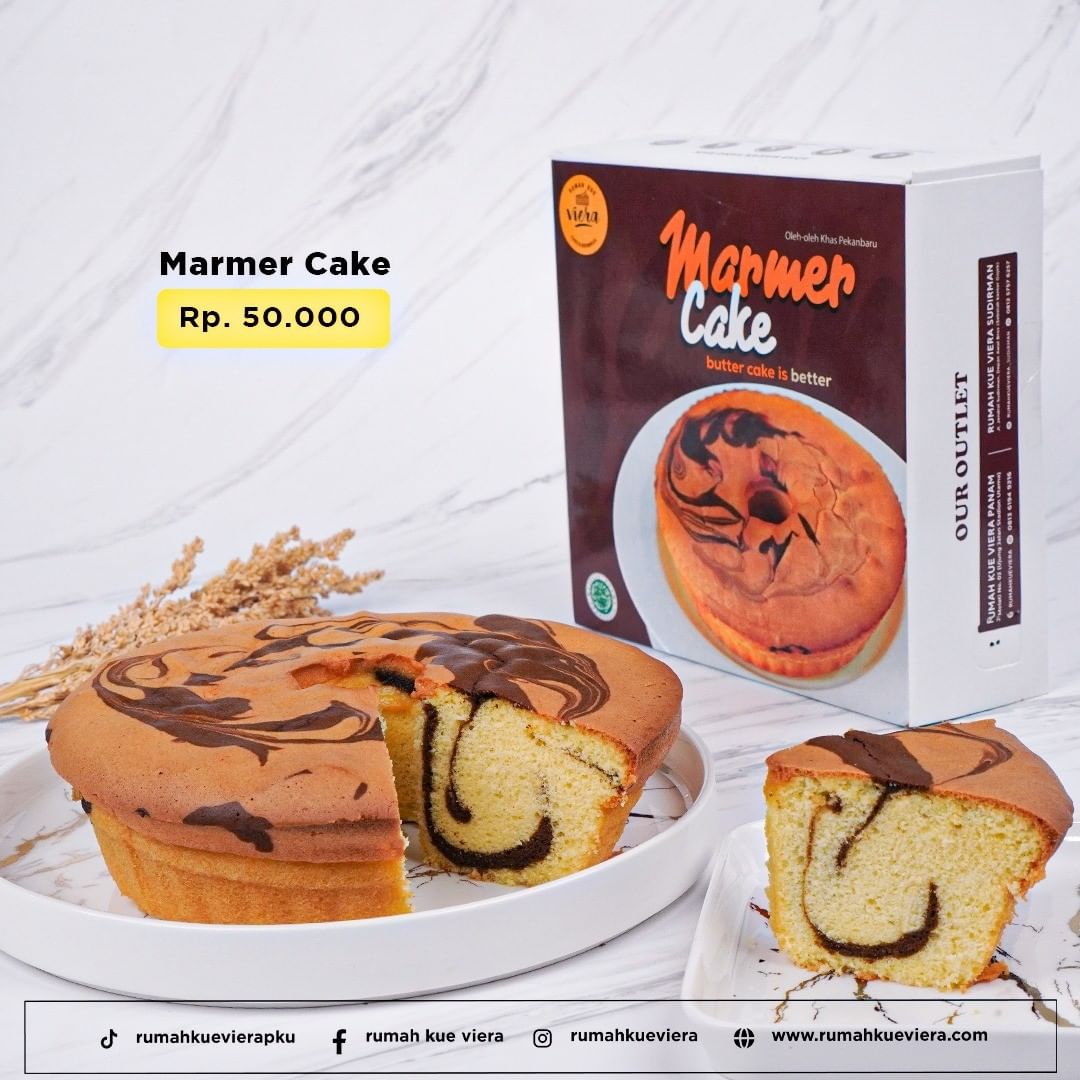 Marmer Cake
Rp. 50.000
Viera
Oleh-oleh Khas Pekanbaru
Marmer
Cake
butter cake is better
OUR OUTLET
RUMAH KUE VIERA PANAM
RUMAH KUE VIERA SUDIRMAN
rumahkuevierapku
rumah kue viera
rumahkueviera
www.rumahkueviera.com